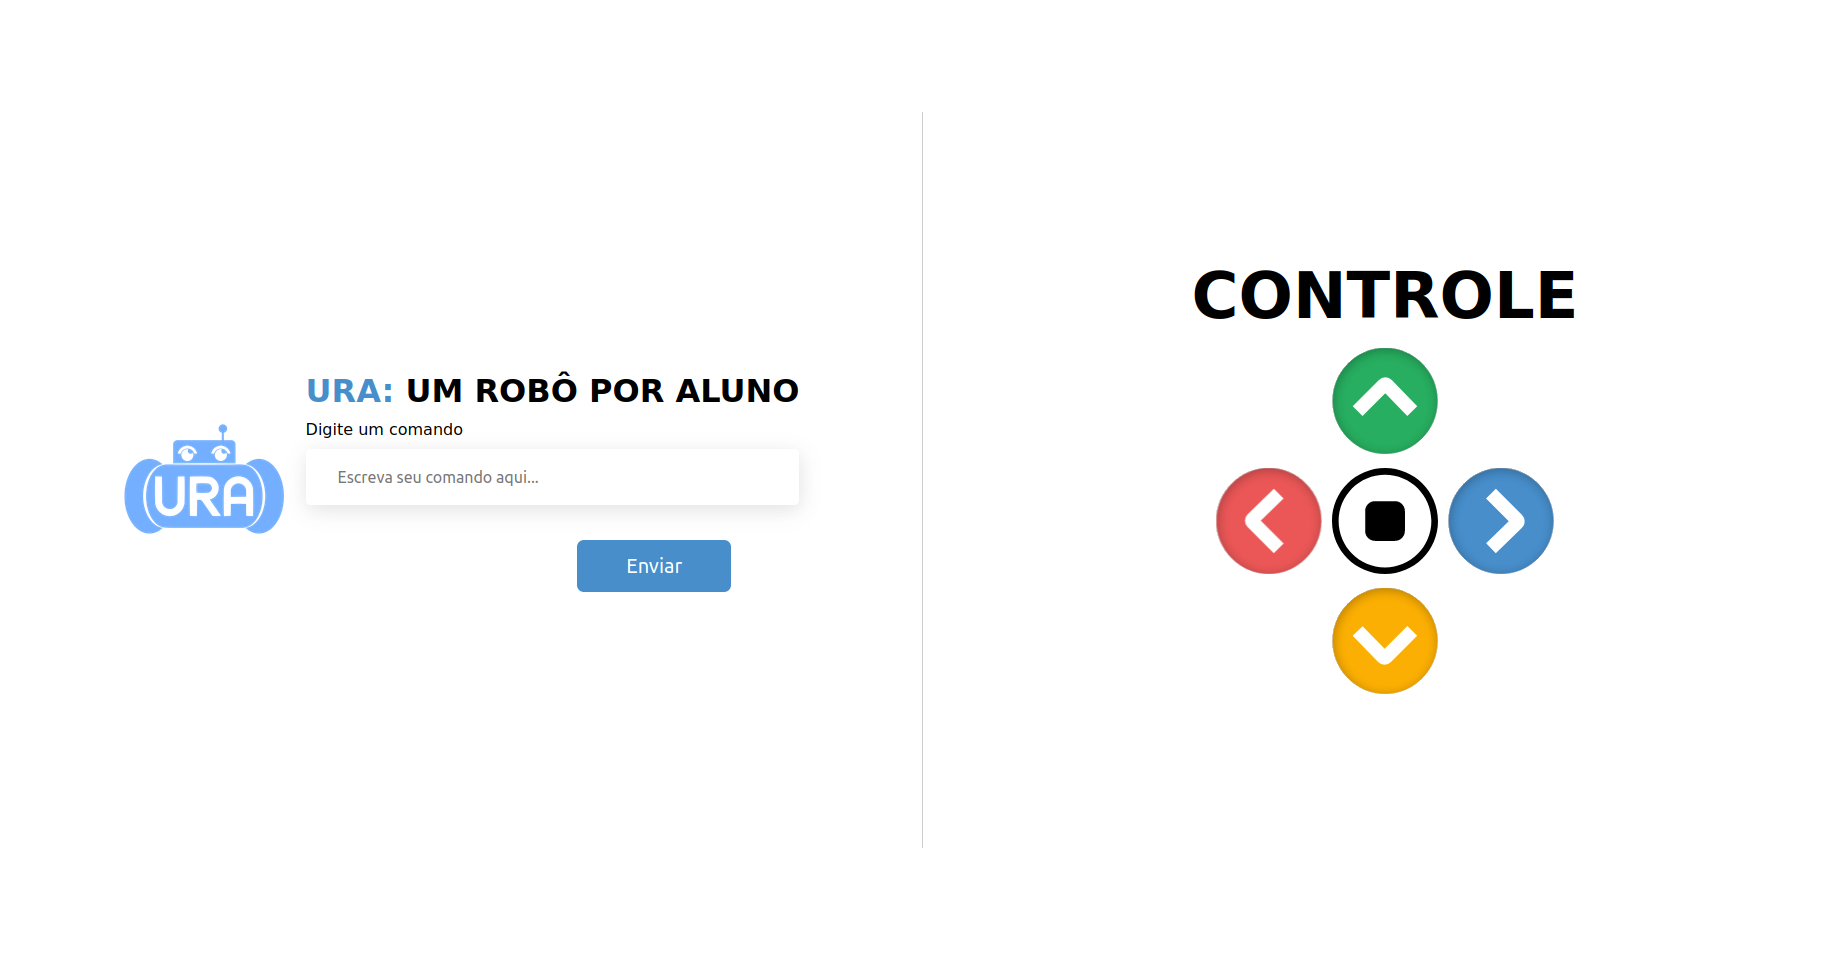 URA: UM ROBÔ POR ALUNO
Digite um comando
URA
Escreva seu comando aqui...
Enviar
CONTROLE